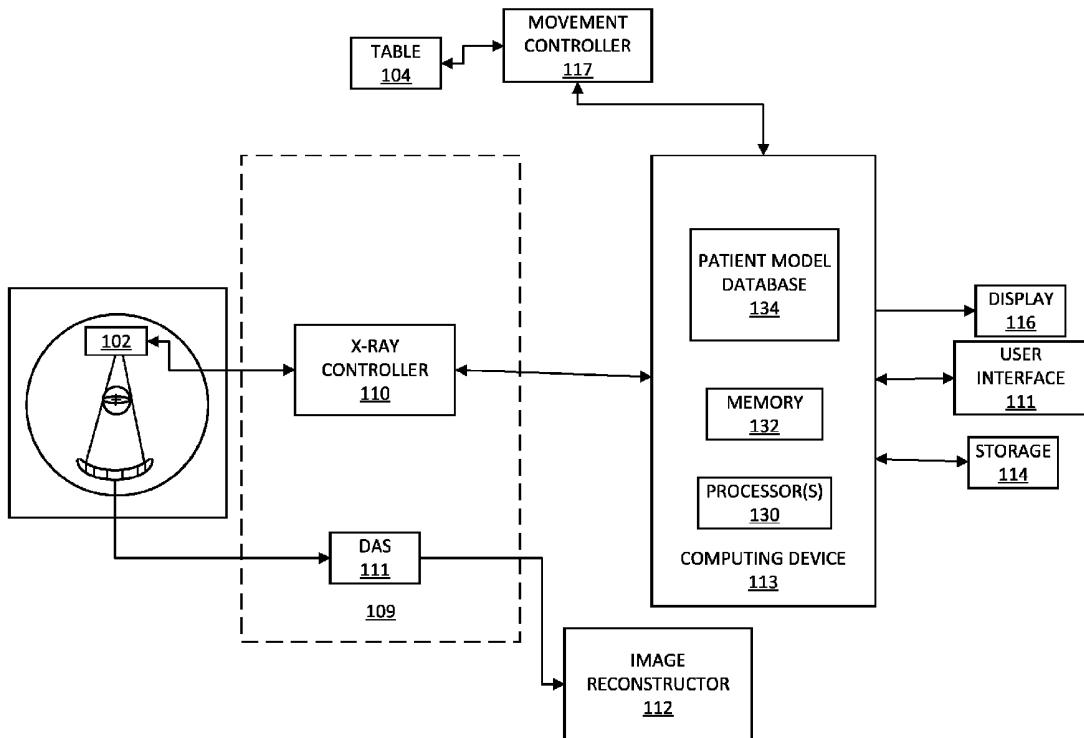 MOVEMENT
CONTROLLER
117
TABLE
104
PATIENT MODEL
DATABASE
134
DISPLAY
116
102
X-RAY
CONTROLLER
110
USER
INTERFACE
111
MEMORY
132
STORAGE
114
PROCESSOR(S)
130
DAS
111
COMPUTING DEVICE
113
109
IMAGE
RECONSTRUCTOR
112